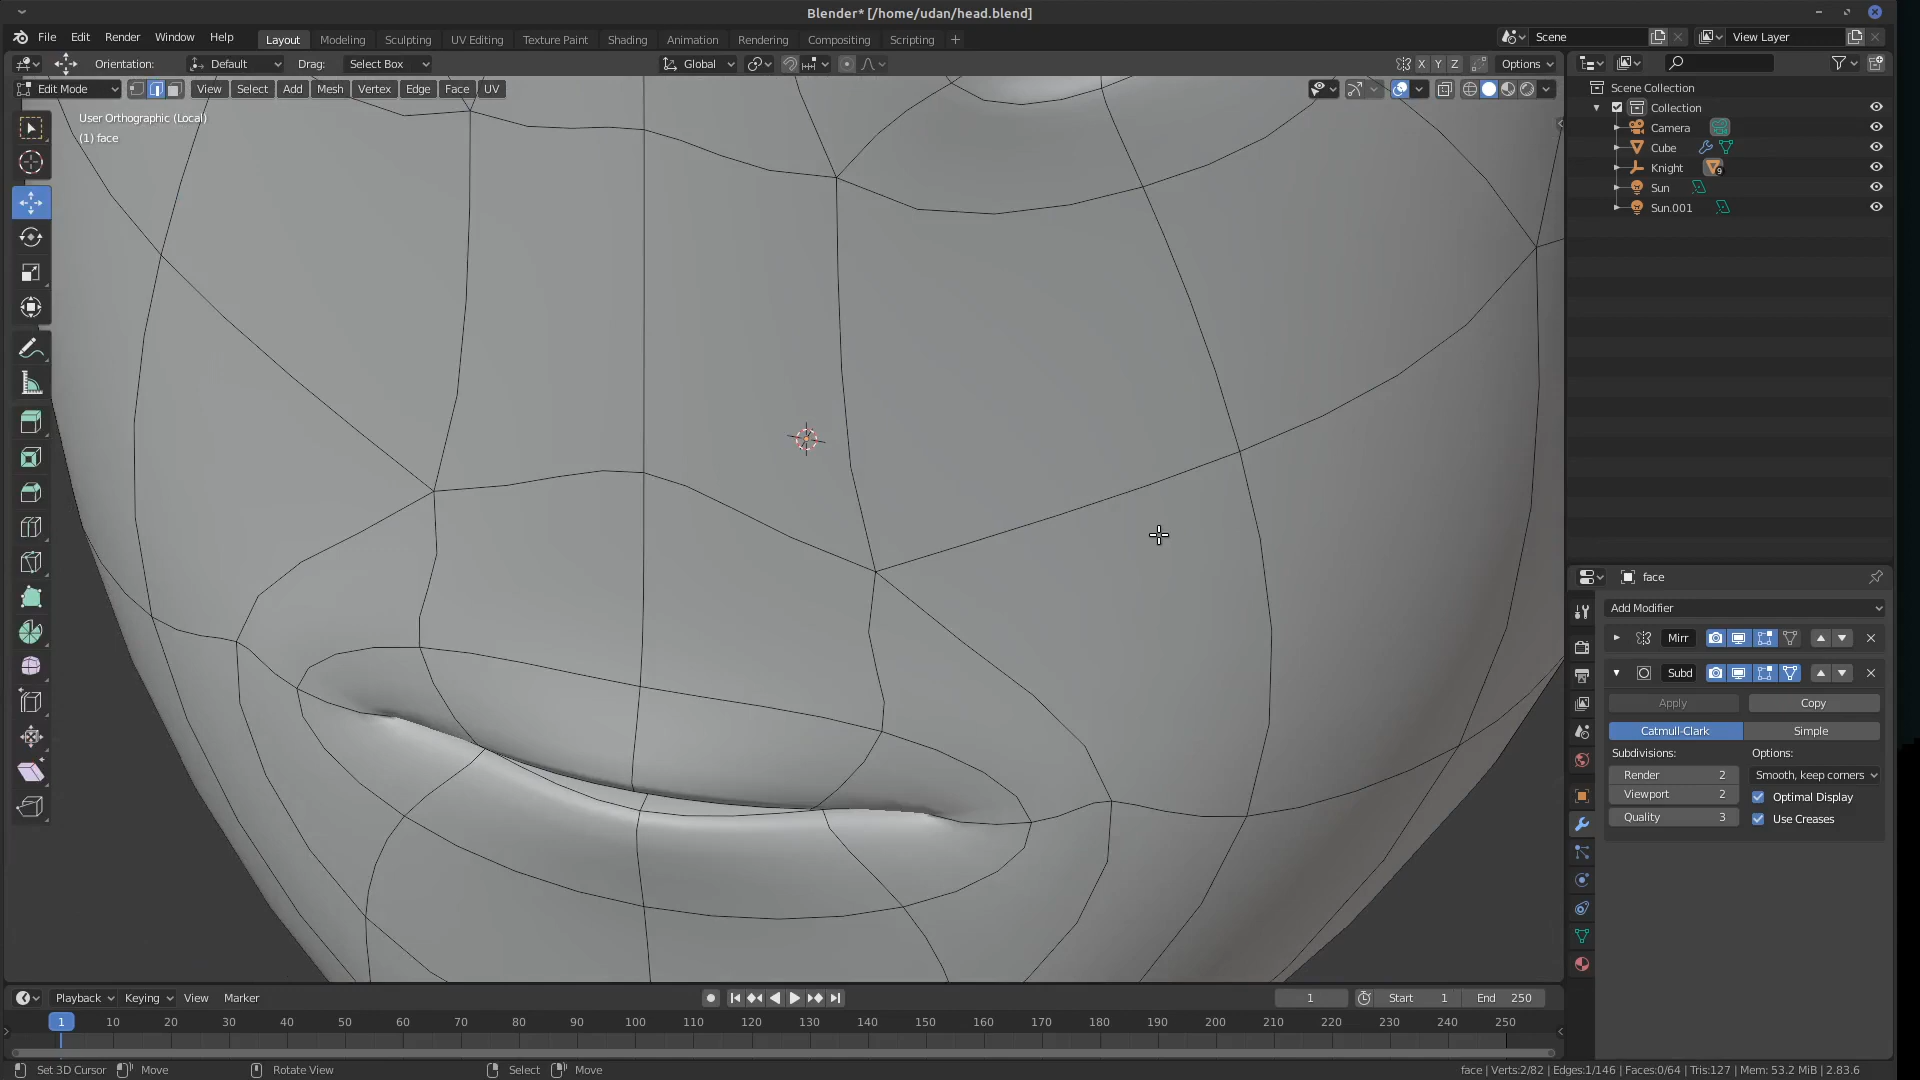 Blender* [/home/udan/head.blend]
File Edit Render Window Help Layout Modeling Sculpting UV Editing Texture Paint Shading Animation Rendering Compositing Scripting + Scene View Layer
Orientation: Default Drag: Select Box Global X Y Z Options
Edit Mode View Select Add Mesh Vertex Edge Face UV
User Orthographic (Local)
(1) face
Scene Collection
Collection
Camera
Cube
Knight 9
Sun
Sun.001
face
Add Modifier
Mirr
Subd
Apply Copy
Catmull-Clark Simple
Subdivisions: Options:
Render 2 Smooth, keep corners
Viewport 2 Optimal Display
Quality 3 Use Creases
Playback Keying View Marker 1 Start 1 End 250
1 10 20 30 40 50 60 70 80 90 100 110 120 130 140 150 160 170 180 190 200 210 220 230 240 250
Set 3D Cursor Move Rotate View Select Move face | Verts:2/82 | Edges:1/146 | Faces:0/64 | Tris:127 | Mem: 53.2 MiB | 2.83.6